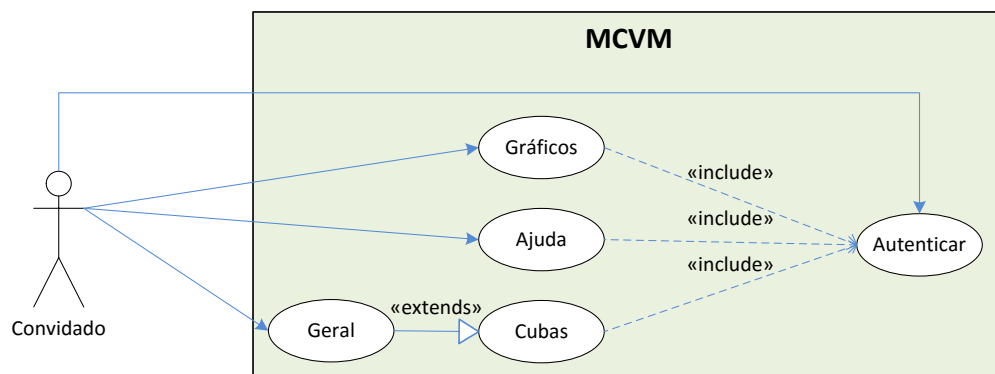 MCVM
Gráficos
«include»
«include»
Ajuda
Autenticar
«include»
«extends»
Geral
Cubas
Convidado